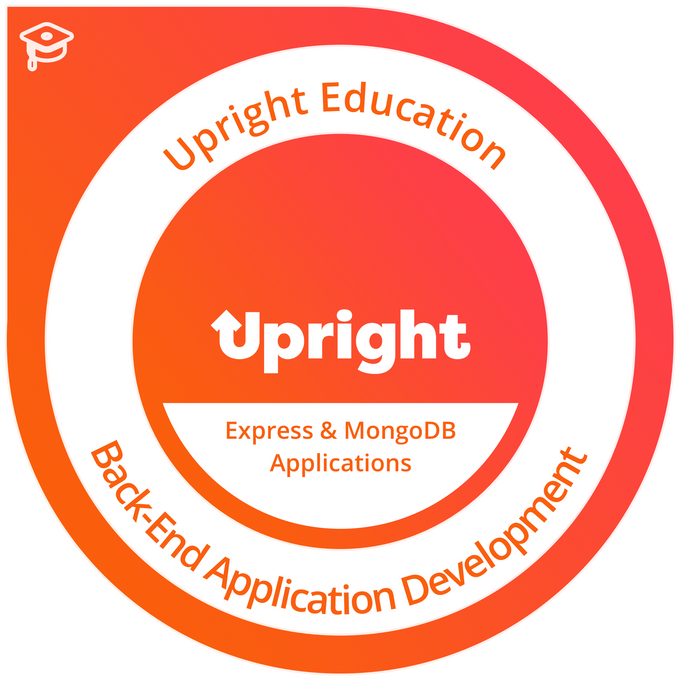 Upright Education
Upright
Express & MongoDB
Applications
Back-End Application Development